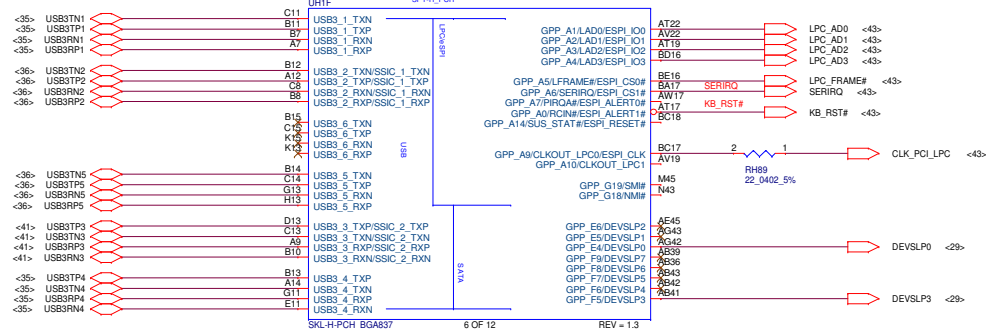 UH1F
<35> USB3TN1 C11 USB3_1_TXN
<35> USB3TP1 B11 USB3_1_TXP
<35> USB3RN1 B7 USB3_1_RXN
<35> USB3RP1 A7 USB3_1_RXP
<36> USB3TN2 B12 USB3_2_TXN/SSIC_1_TXN
<36> USB3TP2 A12 USB3_2_TXP/SSIC_1_TXP
<36> USB3RN2 C8 USB3_2_RXN/SSIC_1_RXN
<36> USB3RP2 B8 USB3_2_RXP/SSIC_1_RXP
B15 USB3_6_TXN
C15 USB3_6_TXP
K15 USB3_6_RXN
K13 USB3_6_RXP
<36> USB3TN5 B14 USB3_5_TXN
<36> USB3TP5 C14 USB3_5_TXP
<36> USB3RN5 G13 USB3_5_RXN
<36> USB3RP5 H13 USB3_5_RXP
<41> USB3TP3 D13 USB3_3_TXP/SSIC_2_TXP
<41> USB3TN3 C13 USB3_3_TXN/SSIC_2_TXN
<41> USB3RP3 A9 USB3_3_RXP/SSIC_2_RXP
<41> USB3RN3 B10 USB3_3_RXN/SSIC_2_RXN
<35> USB3TP4 B13 USB3_4_TXP
<35> USB3TN4 A14 USB3_4_TXN
<35> USB3RP4 G11 USB3_4_RXP
<35> USB3RN4 E11 USB3_4_RXN
LPC/eSPI
USB
SATA
GPP_A1/LAD0/ESPI_IO0 AT22 LPC_AD0 <43>
GPP_A2/LAD1/ESPI_IO1 AV22 LPC_AD1 <43>
GPP_A3/LAD2/ESPI_IO2 AT19 LPC_AD2 <43>
GPP_A4/LAD3/ESPI_IO3 BD16 LPC_AD3 <43>
GPP_A5/LFRAME#/ESPI_CS0# BE16 LPC_FRAME# <43>
GPP_A6/SERIRQ/ESPI_CS1# BA17 SERIRQ SERIRQ <43>
GPP_A7/PIRQA#/ESPI_ALERT0# AW17
GPP_A0/RCIN#/ESPI_ALERT1# AT17 KB_RST# KB_RST# <43>
GPP_A14/SUS_STAT#/ESPI_RESET# BC18
GPP_A9/CLKOUT_LPC0/ESPI_CLK BC17 2 1 CLK_PCI_LPC <43>
GPP_A10/CLKOUT_LPC1 AV19
RH89
22_0402_5%
GPP_G19/SMI# M45
GPP_G18/NMI# N43
GPP_E6/DEVSLP2 AE45
GPP_E5/DEVSLP1 AG43
GPP_E4/DEVSLP0 AG42 DEVSLP0 <29>
GPP_F9/DEVSLP7 AB39
GPP_F8/DEVSLP6 AB36
GPP_F7/DEVSLP5 AB43
GPP_F6/DEVSLP4 AB42
GPP_F5/DEVSLP3 AB41 DEVSLP3 <29>
SKL-H-PCH_BGA837 6 OF 12 REV = 1.3